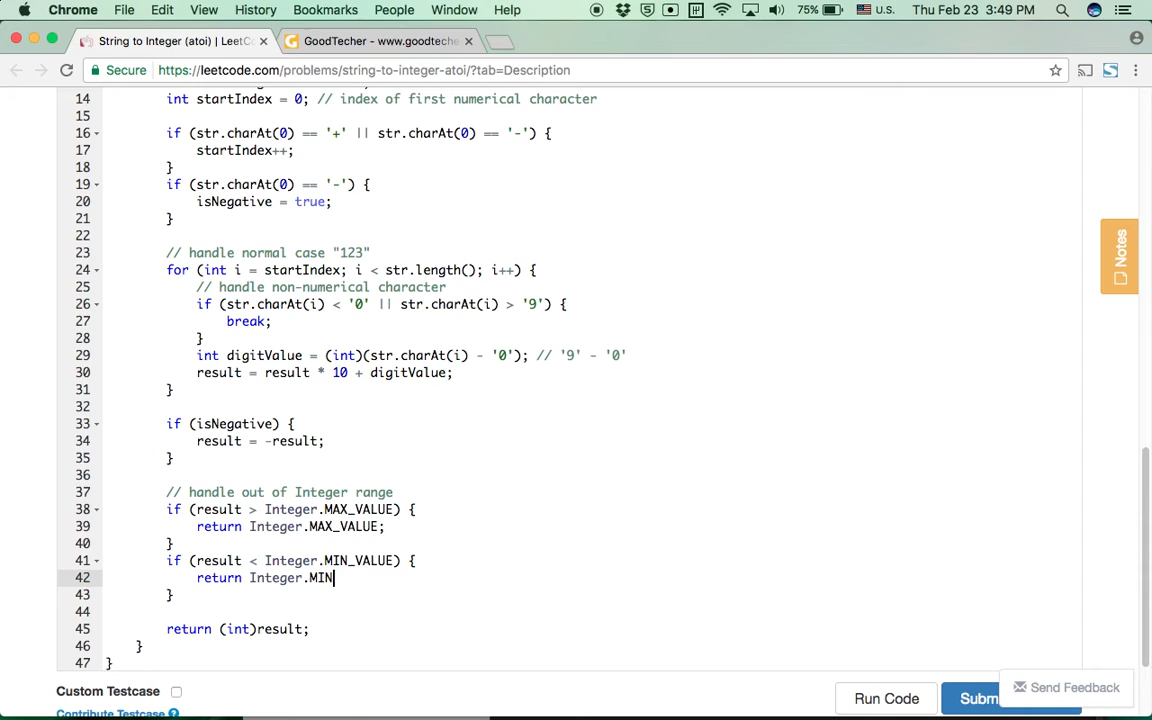 Chrome File Edit View History Bookmarks People Window Help 75% U.S. Thu Feb 23 3:49 PM
String to Integer (atoi) | LeetCo GoodTecher - www.goodteche
Secure https://leetcode.com/problems/string-to-integer-atoi/?tab=Description
14 int startIndex = 0; // index of first numerical character
15
16 if (str.charAt(0) == '+' || str.charAt(0) == '-') {
17 startIndex++;
18 }
19 if (str.charAt(0) == '-') {
20 isNegative = true;
21 }
22
23 // handle normal case "123"
24 for (int i = startIndex; i < str.length(); i++) {
25 // handle non-numerical character
26 if (str.charAt(i) < '0' || str.charAt(i) > '9') {
27 break;
28 }
29 int digitValue = (int)(str.charAt(i) - '0'); // '9' - '0'
30 result = result * 10 + digitValue;
31 }
32
33 if (isNegative) {
34 result = -result;
35 }
36
37 // handle out of Integer range
38 if (result > Integer.MAX_VALUE) {
39 return Integer.MAX_VALUE;
40 }
41 if (result < Integer.MIN_VALUE) {
42 return Integer.MIN
43 }
44
45 return (int)result;
46 }
47 }
Notes
Custom Testcase
Run Code
Subm
Send Feedback
Contribute Testcase ?